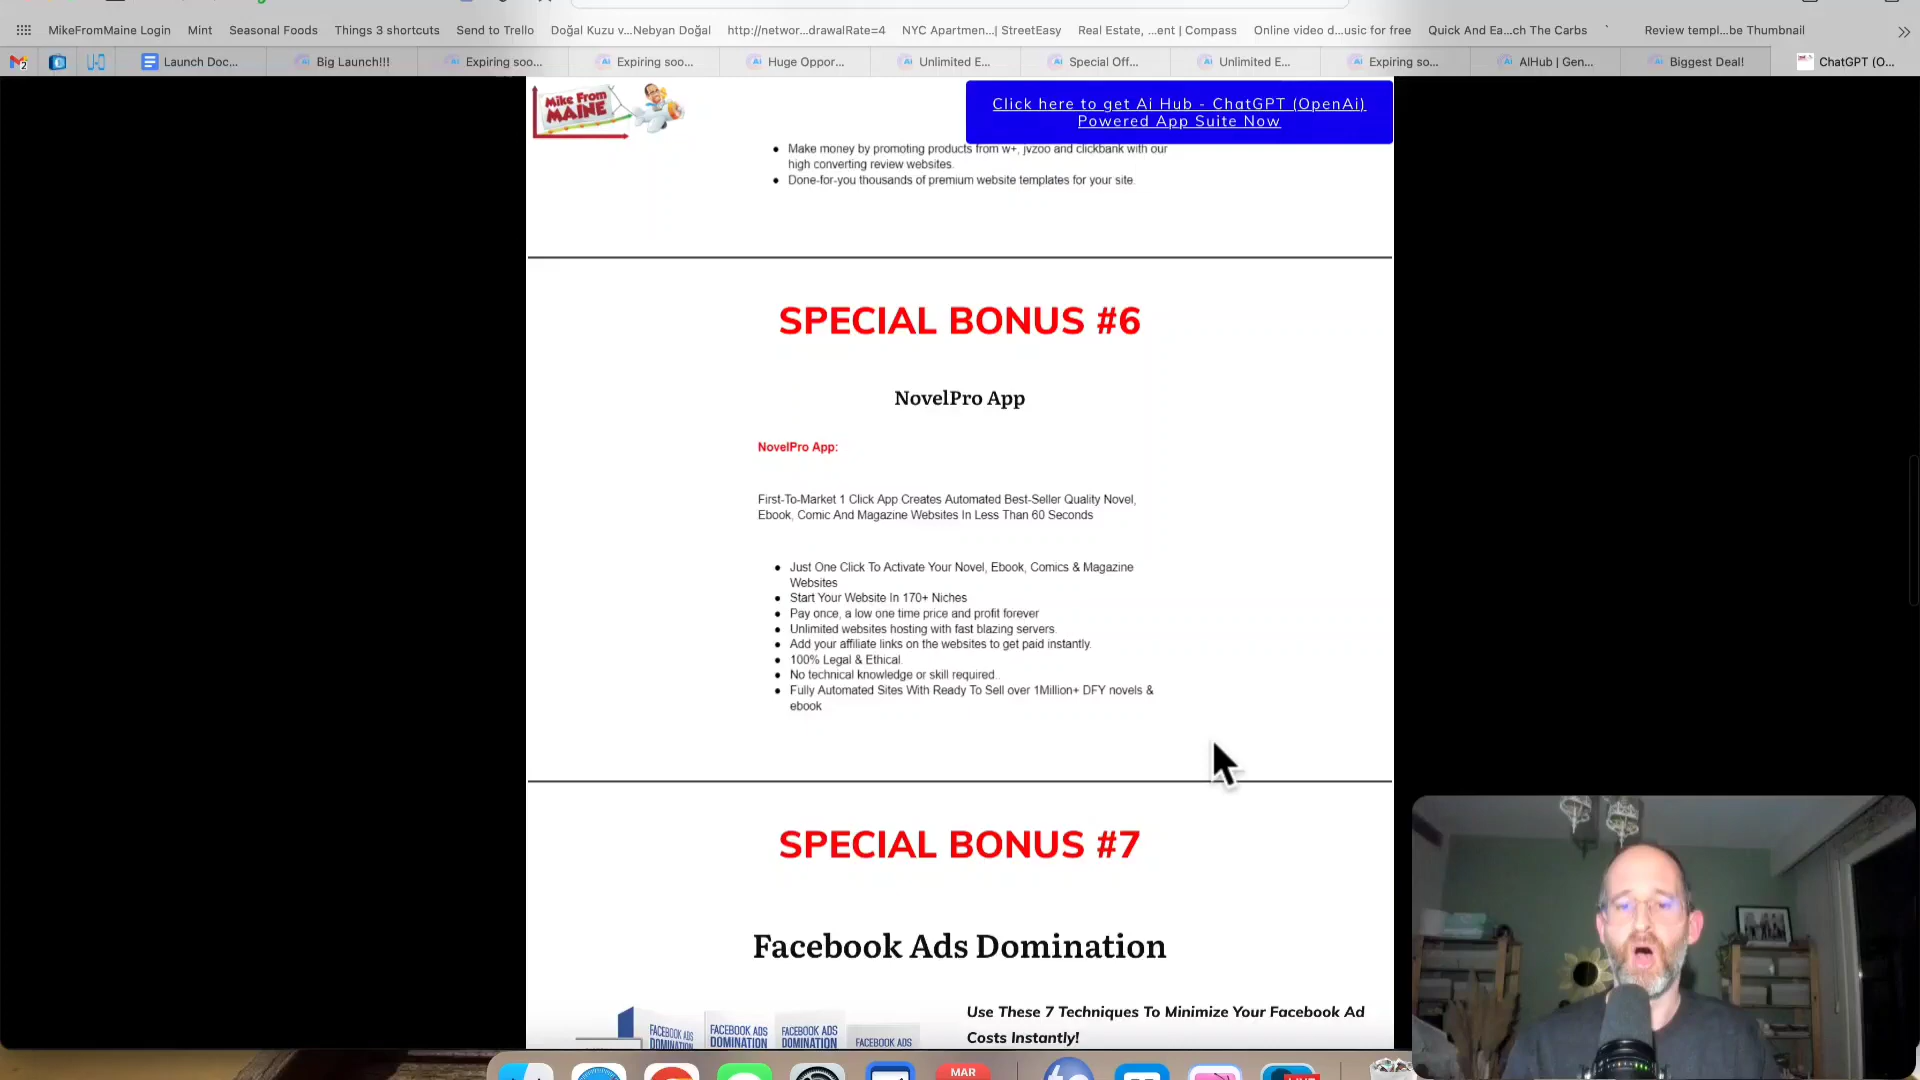 MikeFromMaine Login
Mint
Seasonal Foods
Things 3 shortcuts
Send to Trello
Doğal Kuzu v...Nebyan Doğal
http://networ...drawalRate=4
NYC Apartmen...| StreetEasy
Real Estate, ...ent | Compass
Online video d...usic for free
Quick And Ea...ch The Carbs
Review templ...be Thumbnail
Launch Doc...
Big Launch!!!
Expiring soo...
Expiring soo...
Huge Oppor...
Unlimited E...
Special Off...
Unlimited E...
Expiring so...
AIHub | Gen...
Biggest Deal!
ChatGPT (O...
Mike From
MAINE
Click here to get Ai Hub - ChatGPT (OpenAi)
Powered App Suite Now
• Make money by promoting products from w+, jvzoo and clickbank with our
high converting review websites.
• Done-for-you thousands of premium website templates for your site.
SPECIAL BONUS #6
NovelPro App
NovelPro App:
First-To-Market 1 Click App Creates Automated Best-Seller Quality Novel,
Ebook, Comic And Magazine Websites In Less Than 60 Seconds
• Just One Click To Activate Your Novel, Ebook, Comics & Magazine
Websites
• Start Your Website In 170+ Niches
• Pay once, a low one time price and profit forever
• Unlimited websites hosting with fast blazing servers.
• Add your affiliate links on the websites to get paid instantly.
• 100% Legal & Ethical.
• No technical knowledge or skill required..
• Fully Automated Sites With Ready To Sell over 1Million+ DFY novels &
ebook
SPECIAL BONUS #7
Facebook Ads Domination
Use These 7 Techniques To Minimize Your Facebook Ad
Costs Instantly!
FACEBOOK ADS
DOMINATION
FACEBOOK ADS
DOMINATION
FACEBOOK ADS
DOMINATION
FACEBOOK ADS
MAR